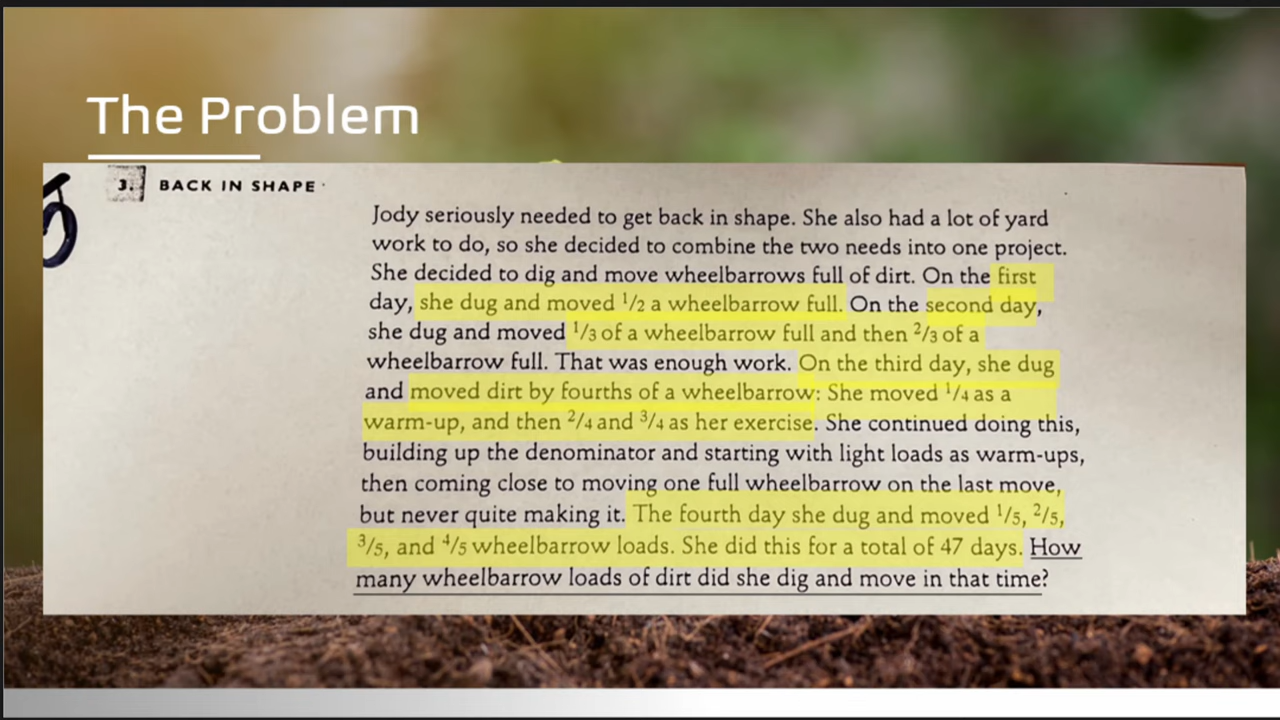 The Problem
3. BACK IN SHAPE
Jody seriously needed to get back in shape. She also had a lot of yard
work to do, so she decided to combine the two needs into one project.
She decided to dig and move wheelbarrows full of dirt. On the first
day, she dug and moved 1/2 a wheelbarrow full. On the second day,
she dug and moved 1/3 of a wheelbarrow full and then 2/3 of a
wheelbarrow full. That was enough work. On the third day, she dug
and moved dirt by fourths of a wheelbarrow: She moved 1/4 as a
warm-up, and then 2/4 and 3/4 as her exercise. She continued doing this,
building up the denominator and starting with light loads as warm-ups,
then coming close to moving one full wheelbarrow on the last move,
but never quite making it. The fourth day she dug and moved 1/5, 2/5,
3/5, and 4/5 wheelbarrow loads. She did this for a total of 47 days. How
many wheelbarrow loads of dirt did she dig and move in that time?